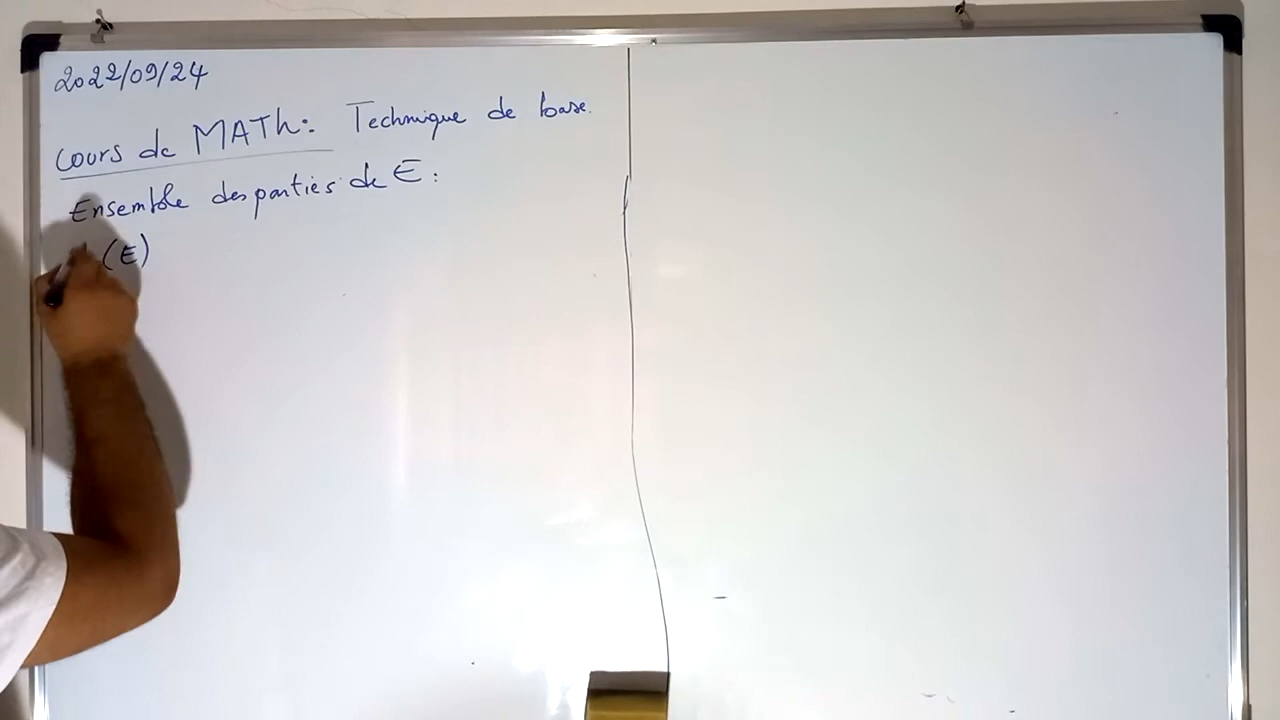 2022/09/24
Cours de MATH: Technique de base.
Ensemble des parties de E:
(E)